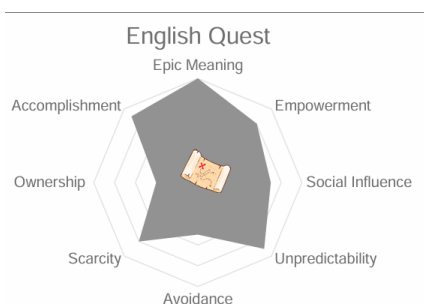 English Quest
Epic Meaning
Accomplishment
Empowerment
Ownership
Social Influence
Scarcity
Unpredictability
Avoidance